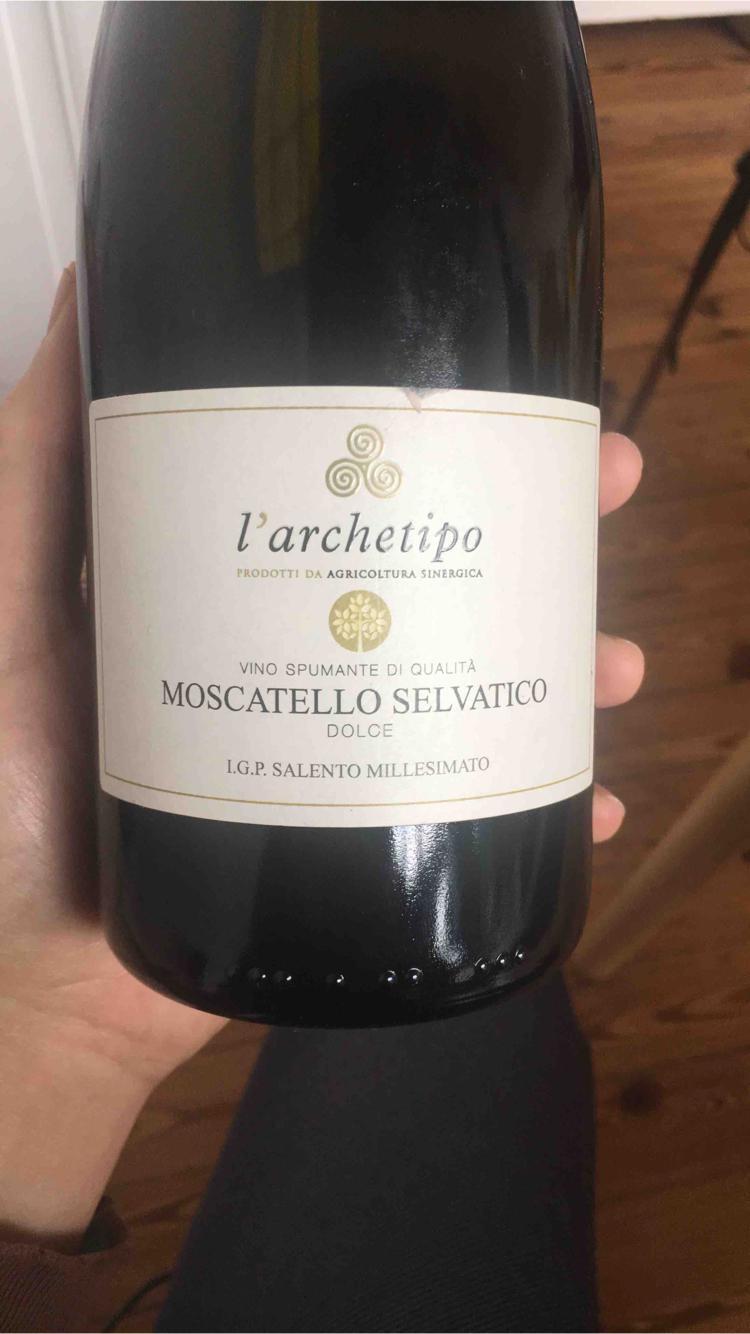 l'archetipo
PRODOTTI DA AGRICOLTURA SINERGICA
VINO SPUMANTE DI QUALITÀ
MOSCATELLO SELVATICO
DOLCE
I.G.P. SALENTO MILLESIMATO